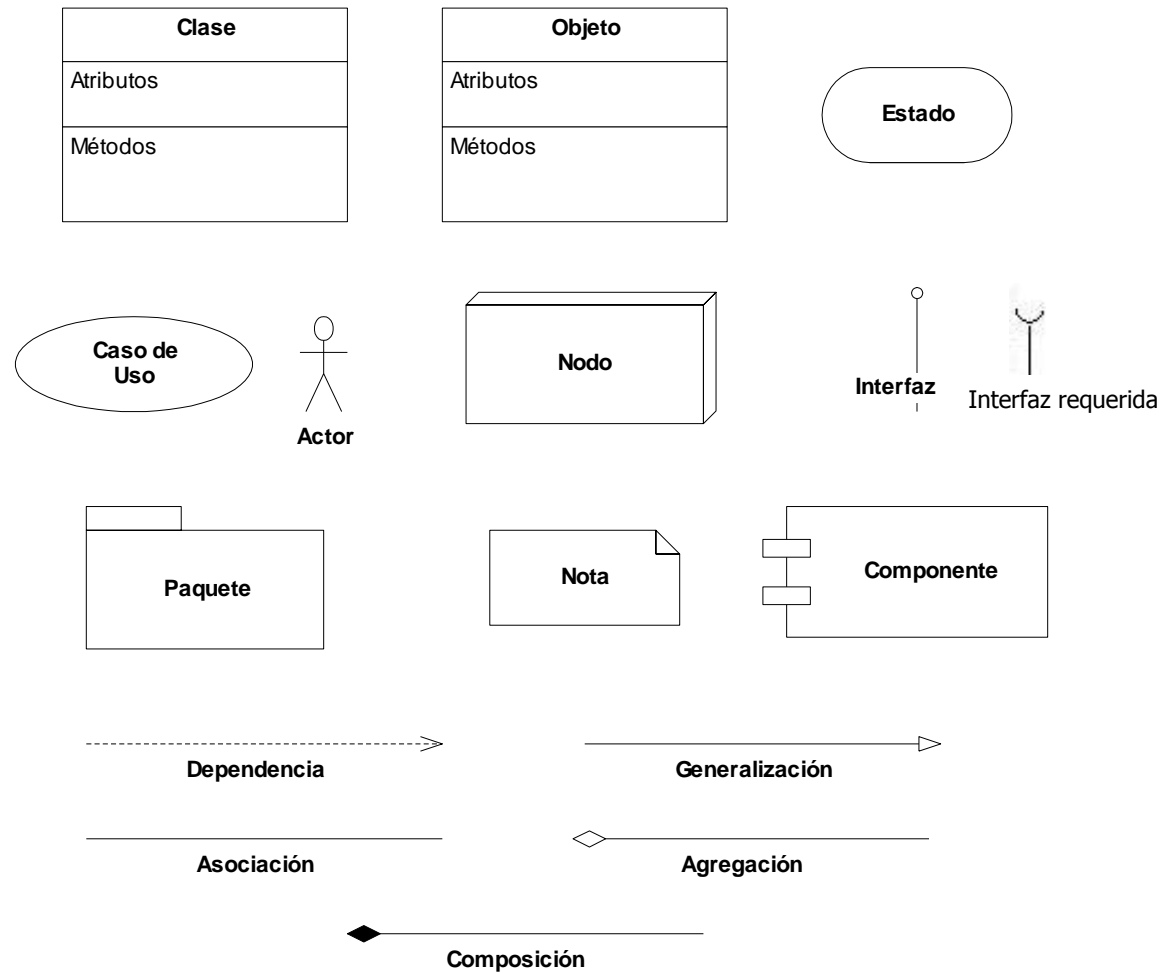 Clase
Atributos
Métodos
Objeto
Atributos
Métodos
Estado
Caso de
Uso
Actor
Nodo
Interfaz
Interfaz requerida
Paquete
Nota
Componente
Dependencia
Generalización
Asociación
Agregación
Composición